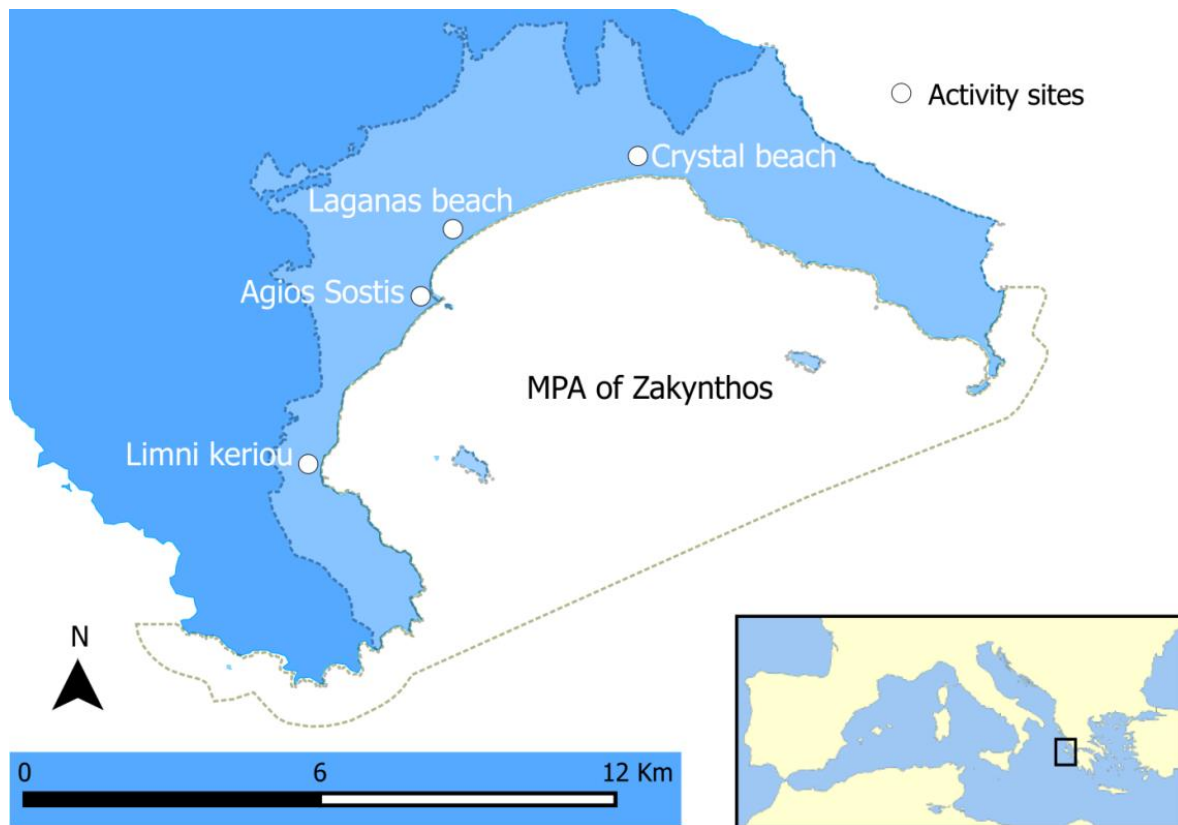 Activity sites
Crystal beach
Laganas beach
Agios Sostis
MPA of Zakynthos
Limni keriou
N
0 6 12 Km